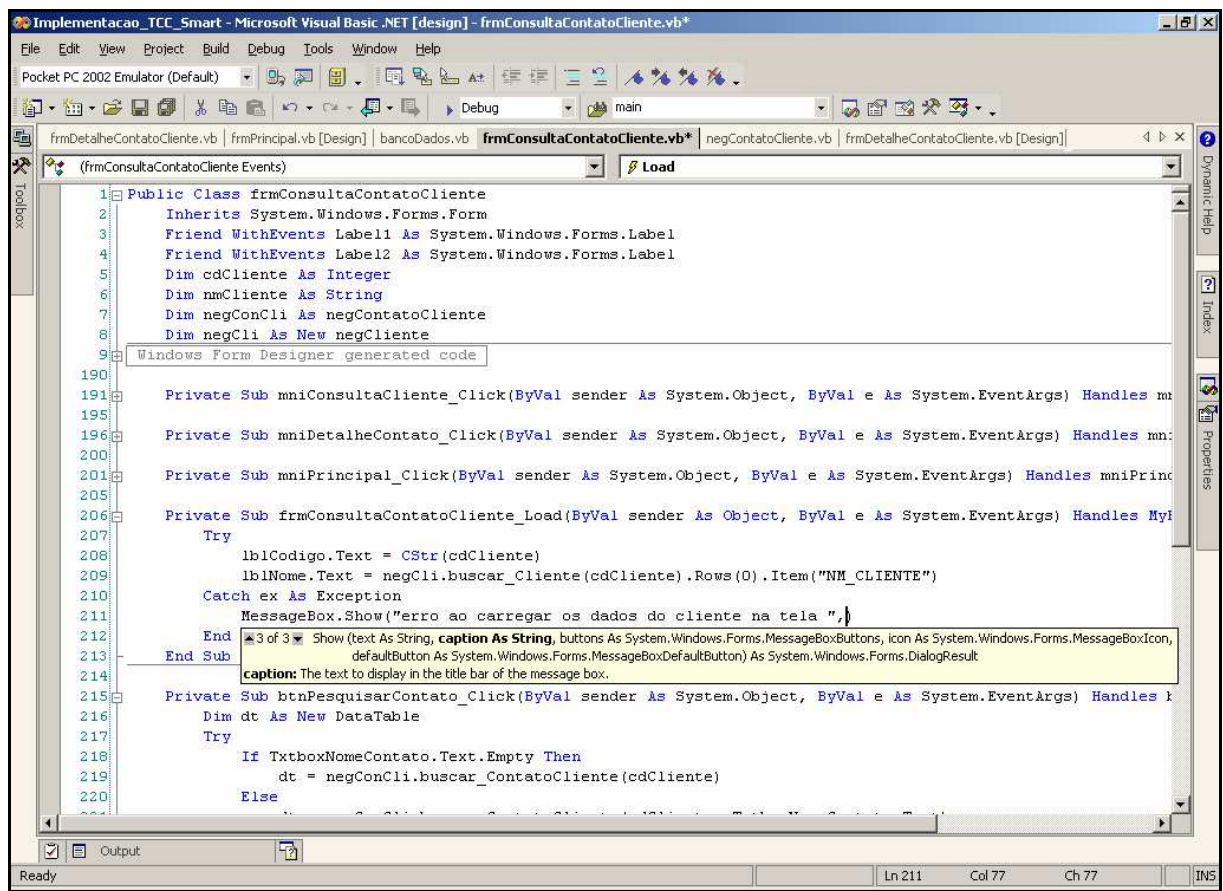 Implementacao_TCC_Smart - Microsoft Visual Basic .NET [design] - frmConsultaContatoCliente.vb*
File Edit View Project Build Debug Tools Window Help
Pocket PC 2002 Emulator (Default)
Debug main
frmDetalheContatoCliente.vb | frmPrincipal.vb [Design] | bancoDados.vb frmConsultaContatoCliente.vb* negContatoCliente.vb | frmDetalheContatoCliente.vb [Design]
(frmConsultaContatoCliente Events) Load
Toolbox
Dynamic Help
Index
Properties
1 Public Class frmConsultaContatoCliente
2 Inherits System.Windows.Forms.Form
3 Friend WithEvents Label1 As System.Windows.Forms.Label
4 Friend WithEvents Label2 As System.Windows.Forms.Label
5 Dim cdCliente As Integer
6 Dim nmCliente As String
7 Dim negConCli As negContatoCliente
8 Dim negCli As New negCliente
9 Windows Form Designer generated code
190
191 Private Sub mniConsultaCliente_Click(ByVal sender As System.Object, ByVal e As System.EventArgs) Handles
195
196 Private Sub mniDetalheContato_Click(ByVal sender As System.Object, ByVal e As System.EventArgs) Handles mni
200
201 Private Sub mniPrincipal_Click(ByVal sender As System.Object, ByVal e As System.EventArgs) Handles mniPrinc
205
206 Private Sub frmConsultaContatoCliente_Load(ByVal sender As Object, ByVal e As System.EventArgs) Handles
207 Try
208 lblCodigo.Text = CStr(cdCliente)
209 lblNome.Text = negCli.buscar_Cliente(cdCliente).Rows(0).Item("NM_CLIENTE")
210 Catch ex As Exception
211 MessageBox.Show("erro ao carregar os dados do cliente na tela ",)
212 End
3 of 3 Show (text As String, caption As String, buttons As System.Windows.Forms.MessageBoxButtons, icon As System.Windows.Forms.MessageBoxIcon,
213 End Sub
defaultButton As System.Windows.Forms.MessageBoxDefaultButton) As System.Windows.Forms.DialogResult
214
caption: The text to display in the title bar of the message box.
215 Private Sub btnPesquisarContato_Click(ByVal sender As System.Object, ByVal e As System.EventArgs) Handles
216 Dim dt As New DataTable
217 Try
218 If TxtboxNomeContato.Text.Empty Then
219 dt = negConCli.buscar_ContatoCliente(cdCliente)
220 Else
Output
Ready Ln 211 Col 77 Ch 77 INS